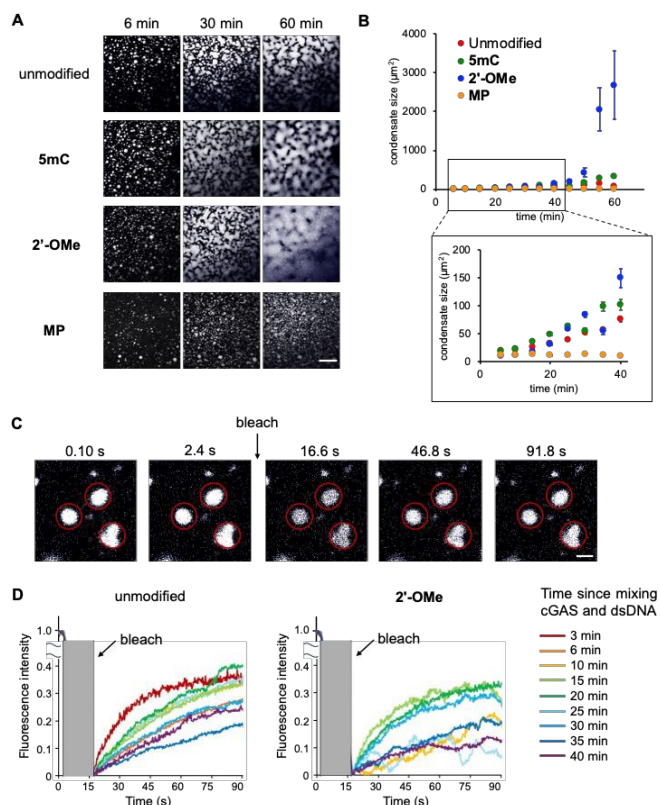 A
6 min 30 min 60 min
unmodified
5mC
2'-OMe
MP
B
Unmodified
5mC
2'-OMe
MP
condensate size (µm²)
4000
3000
2000
1000
0
0 20 40 60 80
time (min)
condensate size (µm²)
200
150
100
50
0
0 10 20 30 40
time (min)
C
bleach
0.10 s 2.4 s 16.6 s 46.8 s 91.8 s
D
unmodified
bleach
Fluorescence intensity
1.0
0.4
0.3
0.2
0.1
0
0 15 30 45 60 75 90
Time (s)
2'-OMe
bleach
Fluorescence intensity
1.0
0.4
0.3
0.2
0.1
0
0 15 30 45 60 75 90
Time (s)
Time since mixing
cGAS and dsDNA
3 min
6 min
10 min
15 min
20 min
25 min
30 min
35 min
40 min